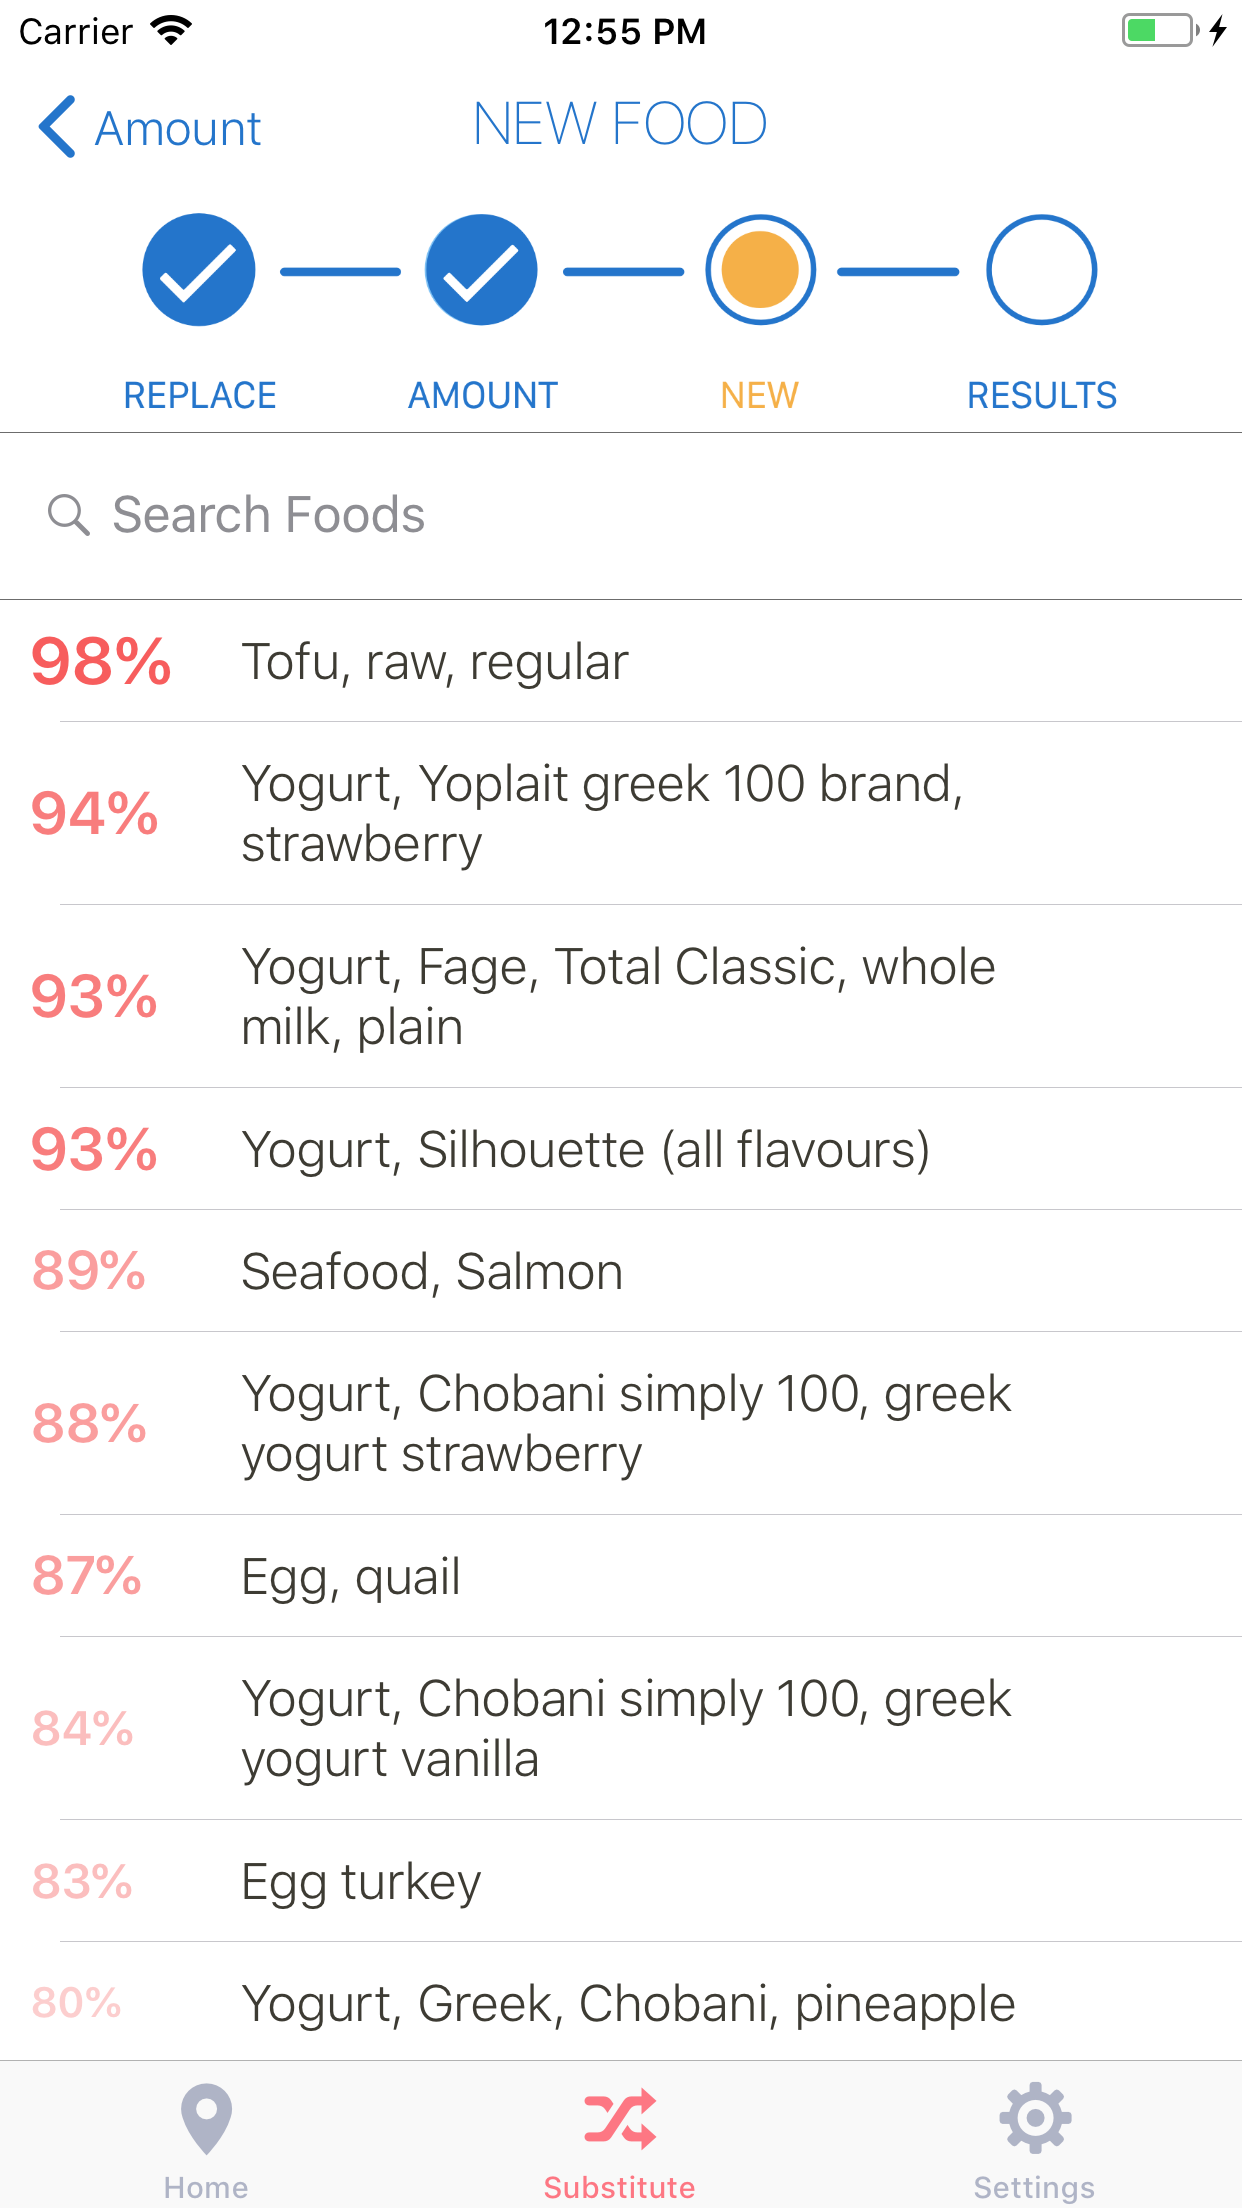 Carrier
12:55 PM
Amount
NEW FOOD
REPLACE
AMOUNT
NEW
RESULTS
Search Foods
98%
Tofu, raw, regular
94%
Yogurt, Yoplait greek 100 brand,
strawberry
93%
Yogurt, Fage, Total Classic, whole
milk, plain
93%
Yogurt, Silhouette (all flavours)
89%
Seafood, Salmon
88%
Yogurt, Chobani simply 100, greek
yogurt strawberry
87%
Egg, quail
84%
Yogurt, Chobani simply 100, greek
yogurt vanilla
83%
Egg turkey
80%
Yogurt, Greek, Chobani, pineapple
Home
Substitute
Settings